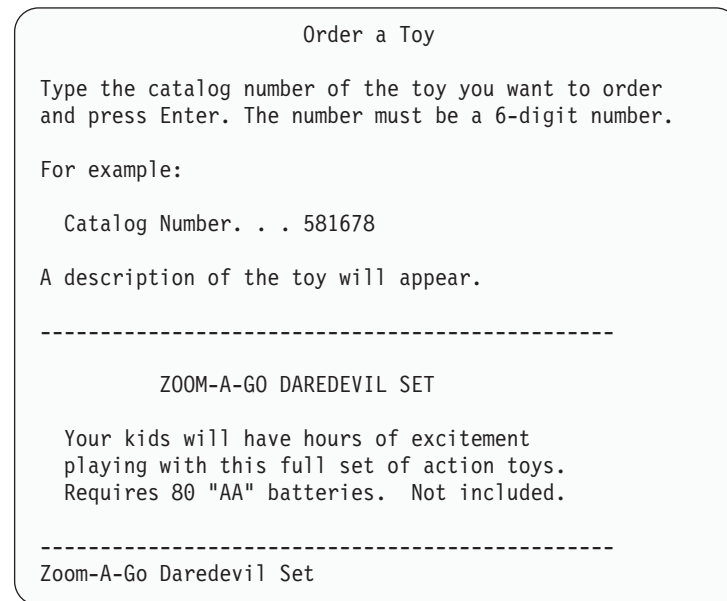 Order a Toy
Type the catalog number of the toy you want to order
and press Enter. The number must be a 6-digit number.
For example:
Catalog Number. . . 581678
A description of the toy will appear.
------------------------------------------------
ZOOM-A-GO DAREDEVIL SET
Your kids will have hours of excitement
playing with this full set of action toys.
Requires 80 "AA" batteries.  Not included.
------------------------------------------------
Zoom-A-Go Daredevil Set